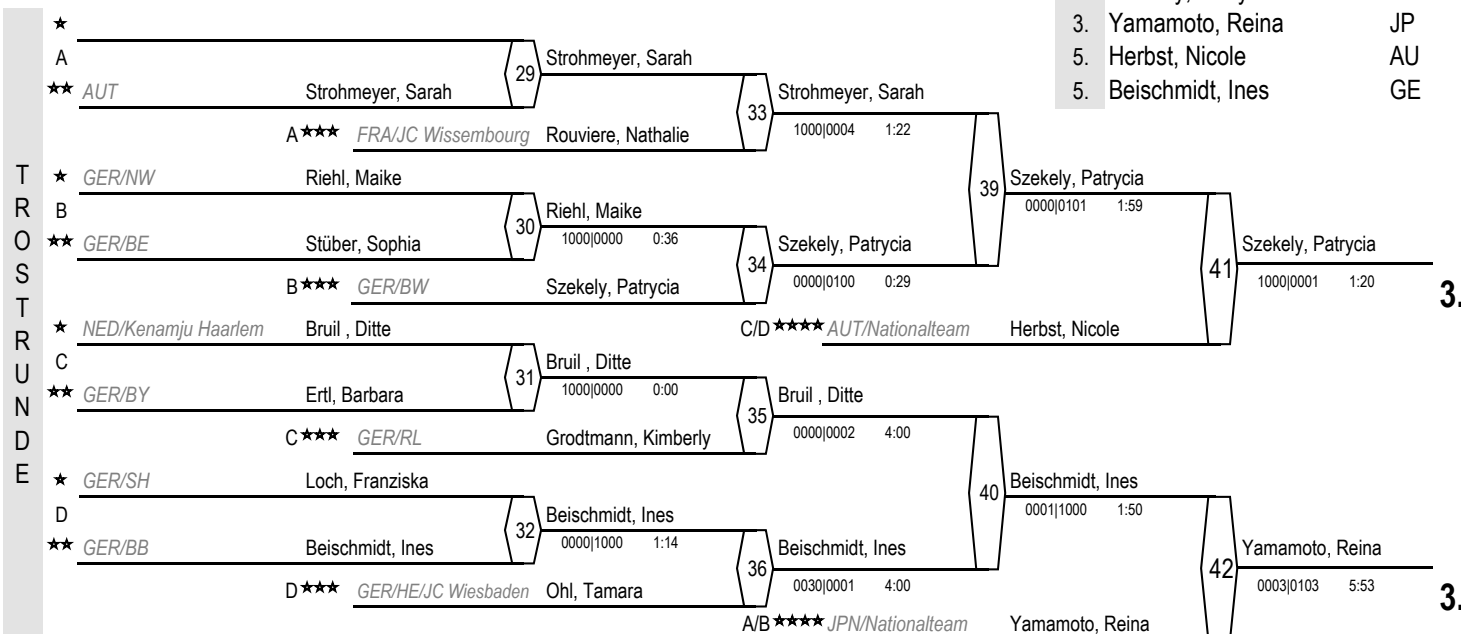 3. Yamamoto, Reina JP
5. Herbst, Nicole AU
5. Beischmidt, Ines GE
TROSTRUNDE
★
A
★★ AUT Strohmeyer, Sarah
29 Strohmeyer, Sarah
A★★★ FRA/JC Wissembourg Rouviere, Nathalie
33 Strohmeyer, Sarah
1000|0004 1:22
★ GER/NW Riehl, Maike
B
★★ GER/BE Stüber, Sophia
30 Riehl, Maike
1000|0000 0:36
B★★★ GER/BW Szekely, Patrycia
34 Szekely, Patrycia
0000|0100 0:29
39 Szekely, Patrycia
0000|0101 1:59
C/D★★★★ AUT/Nationalteam Herbst, Nicole
41 Szekely, Patrycia
1000|0001 1:20
3.
★ NED/Kenamju Haarlem Bruil , Ditte
C
★★ GER/BY Ertl, Barbara
31 Bruil , Ditte
1000|0000 0:00
C★★★ GER/RL Grodtmann, Kimberly
35 Bruil , Ditte
0000|0002 4:00
★ GER/SH Loch, Franziska
D
★★ GER/BB Beischmidt, Ines
32 Beischmidt, Ines
0000|1000 1:14
D★★★ GER/HE/JC Wiesbaden Ohl, Tamara
36 Beischmidt, Ines
0030|0001 4:00
40 Beischmidt, Ines
0001|1000 1:50
A/B★★★★ JPN/Nationalteam Yamamoto, Reina
42 Yamamoto, Reina
0003|0103 5:53
3.